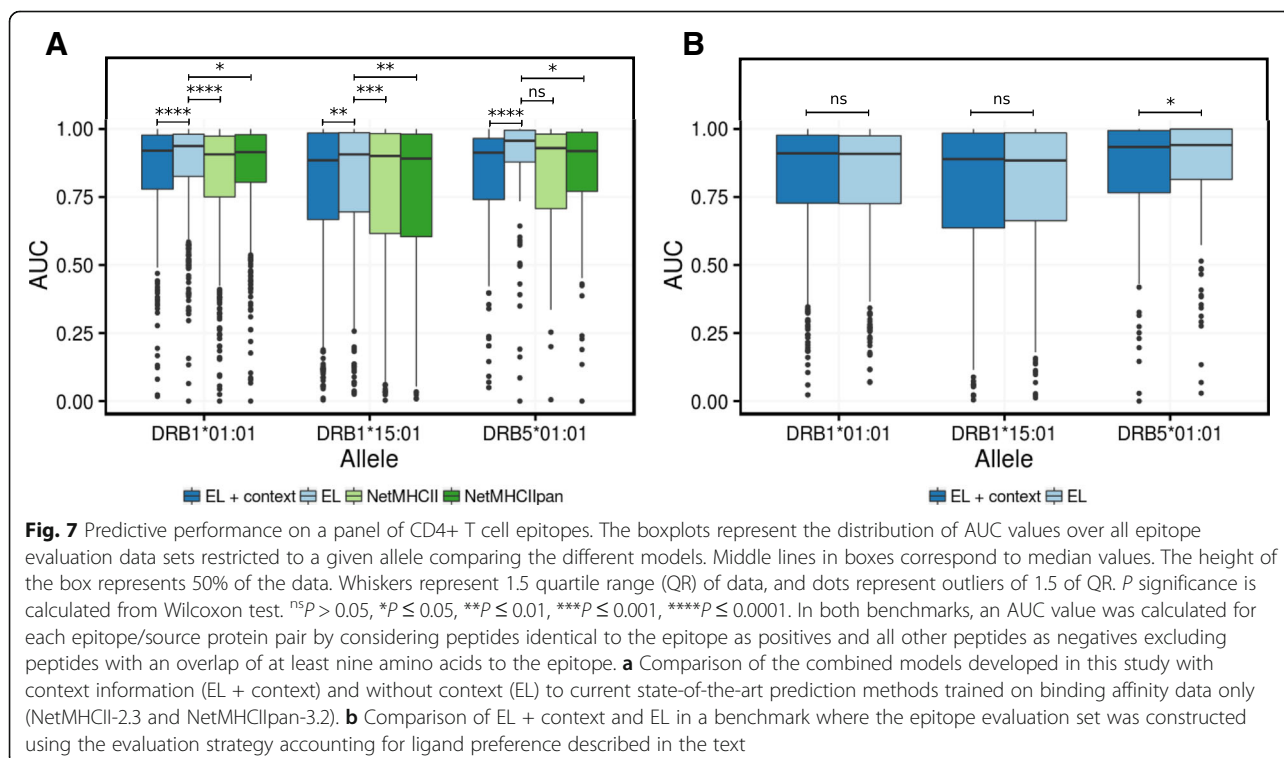 A
B
* ** *
**** *** ns
**** ** ****
ns ns *
1.00
0.75
0.50
0.25
0.00
AUC
DRB1*01:01 DRB1*15:01 DRB5*01:01
Allele
EL + context EL NetMHCII NetMHCIIpan
1.00
0.75
0.50
0.25
0.00
AUC
DRB1*01:01 DRB1*15:01 DRB5*01:01
Allele
EL + context EL
Fig. 7 Predictive performance on a panel of CD4+ T cell epitopes. The boxplots represent the distribution of AUC values over all epitope
evaluation data sets restricted to a given allele comparing the different models. Middle lines in boxes correspond to median values. The height of
the box represents 50% of the data. Whiskers represent 1.5 quartile range (QR) of data, and dots represent outliers of 1.5 of QR. P significance is
calculated from Wilcoxon test. nsP > 0.05, *P ≤ 0.05, **P ≤ 0.01, ***P ≤ 0.001, ****P ≤ 0.0001. In both benchmarks, an AUC value was calculated for
each epitope/source protein pair by considering peptides identical to the epitope as positives and all other peptides as negatives excluding
peptides with an overlap of at least nine amino acids to the epitope. a Comparison of the combined models developed in this study with
context information (EL + context) and without context (EL) to current state-of-the-art prediction methods trained on binding affinity data only
(NetMHCII-2.3 and NetMHCIIpan-3.2). b Comparison of EL + context and EL in a benchmark where the epitope evaluation set was constructed
using the evaluation strategy accounting for ligand preference described in the text